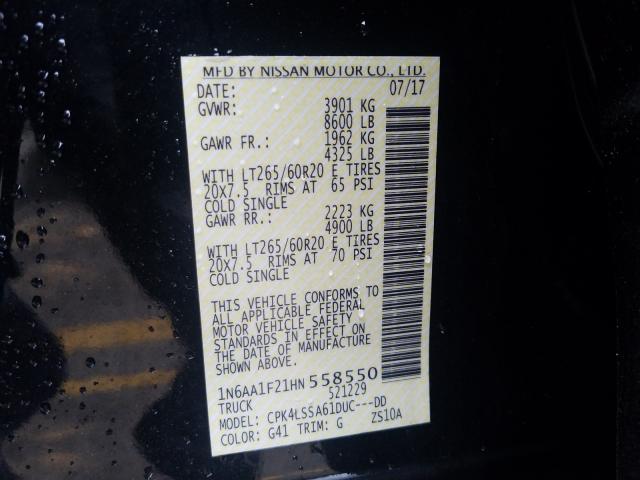 MFD BY NISSAN MOTOR CO., LTD.
DATE: 07/17
GVWR: 3901 KG
8600 LB
GAWR FR.: 1962 KG
4325 LB
WITH LT265/60R20 E TIRES
20X7.5 RIMS AT 65 PSI
COLD SINGLE
GAWR RR.: 2223 KG
4900 LB
WITH LT265/60R20 E TIRES
20X7.5 RIMS AT 70 PSI
COLD SINGLE
THIS VEHICLE CONFORMS TO
ALL APPLICABLE FEDERAL
MOTOR VEHICLE SAFETY
STANDARDS IN EFFECT ON
THE DATE OF MANUFACTURE
SHOWN ABOVE.
1N6AA1F21HN558550
TRUCK 521229
MODEL: CPK4LSSA61DUC---DD
COLOR: G41 TRIM: G ZS10A